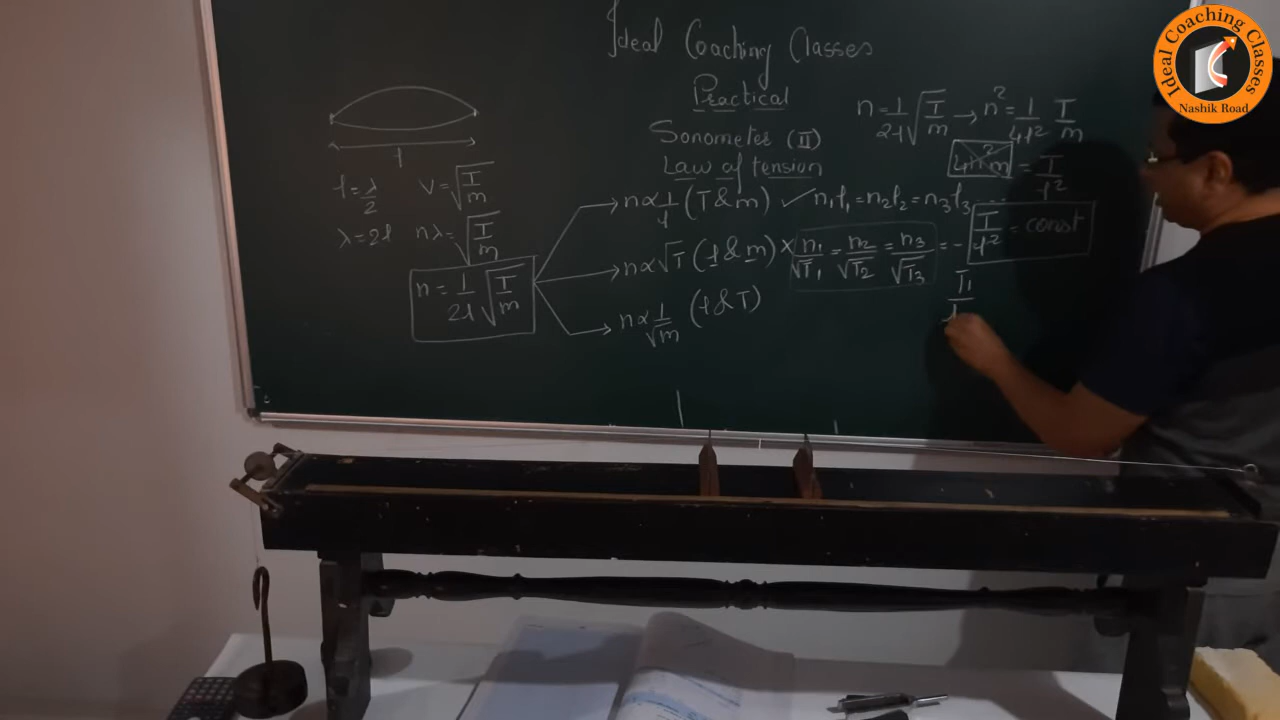 Ideal Coaching Classes
Practical
Sonometer (II)
Law of tension
l
l = λ/2
v = √(T/m)
λ = 2l
nλ = √(T/m)
n = 1/2l √(T/m)
n ∝ 1/l (T & m) ✓ n₁l₁ = n₂l₂ = n₃l₃ ....
n ∝ √T (l & m) × n₁/√T₁ = n₂/√T₂ = n₃/√T₃ = -
n ∝ 1/√m (l & T)
n = 1/2l √(T/m) → n² = 1/4l² T/m
4n²m = T/l²
T/l² = const
T₁
Ideal Coaching Classes
Nashik Road